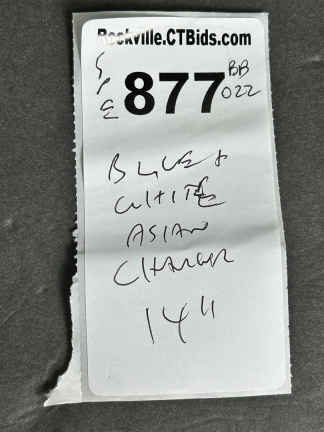 Rockville.CTBids.com
877
BB
022
BLUE +
WHITE
ASIAN
CHARGER
14"